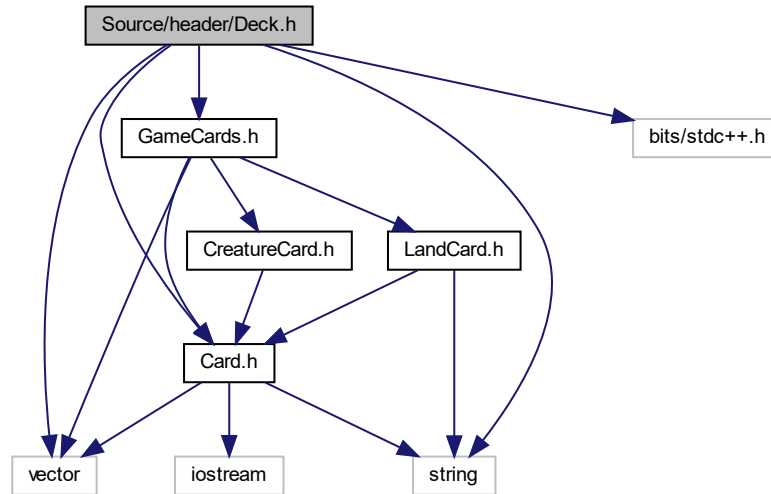 Source/header/Deck.h
GameCards.h
bits/stdc++.h
CreatureCard.h
LandCard.h
Card.h
vector
iostream
string